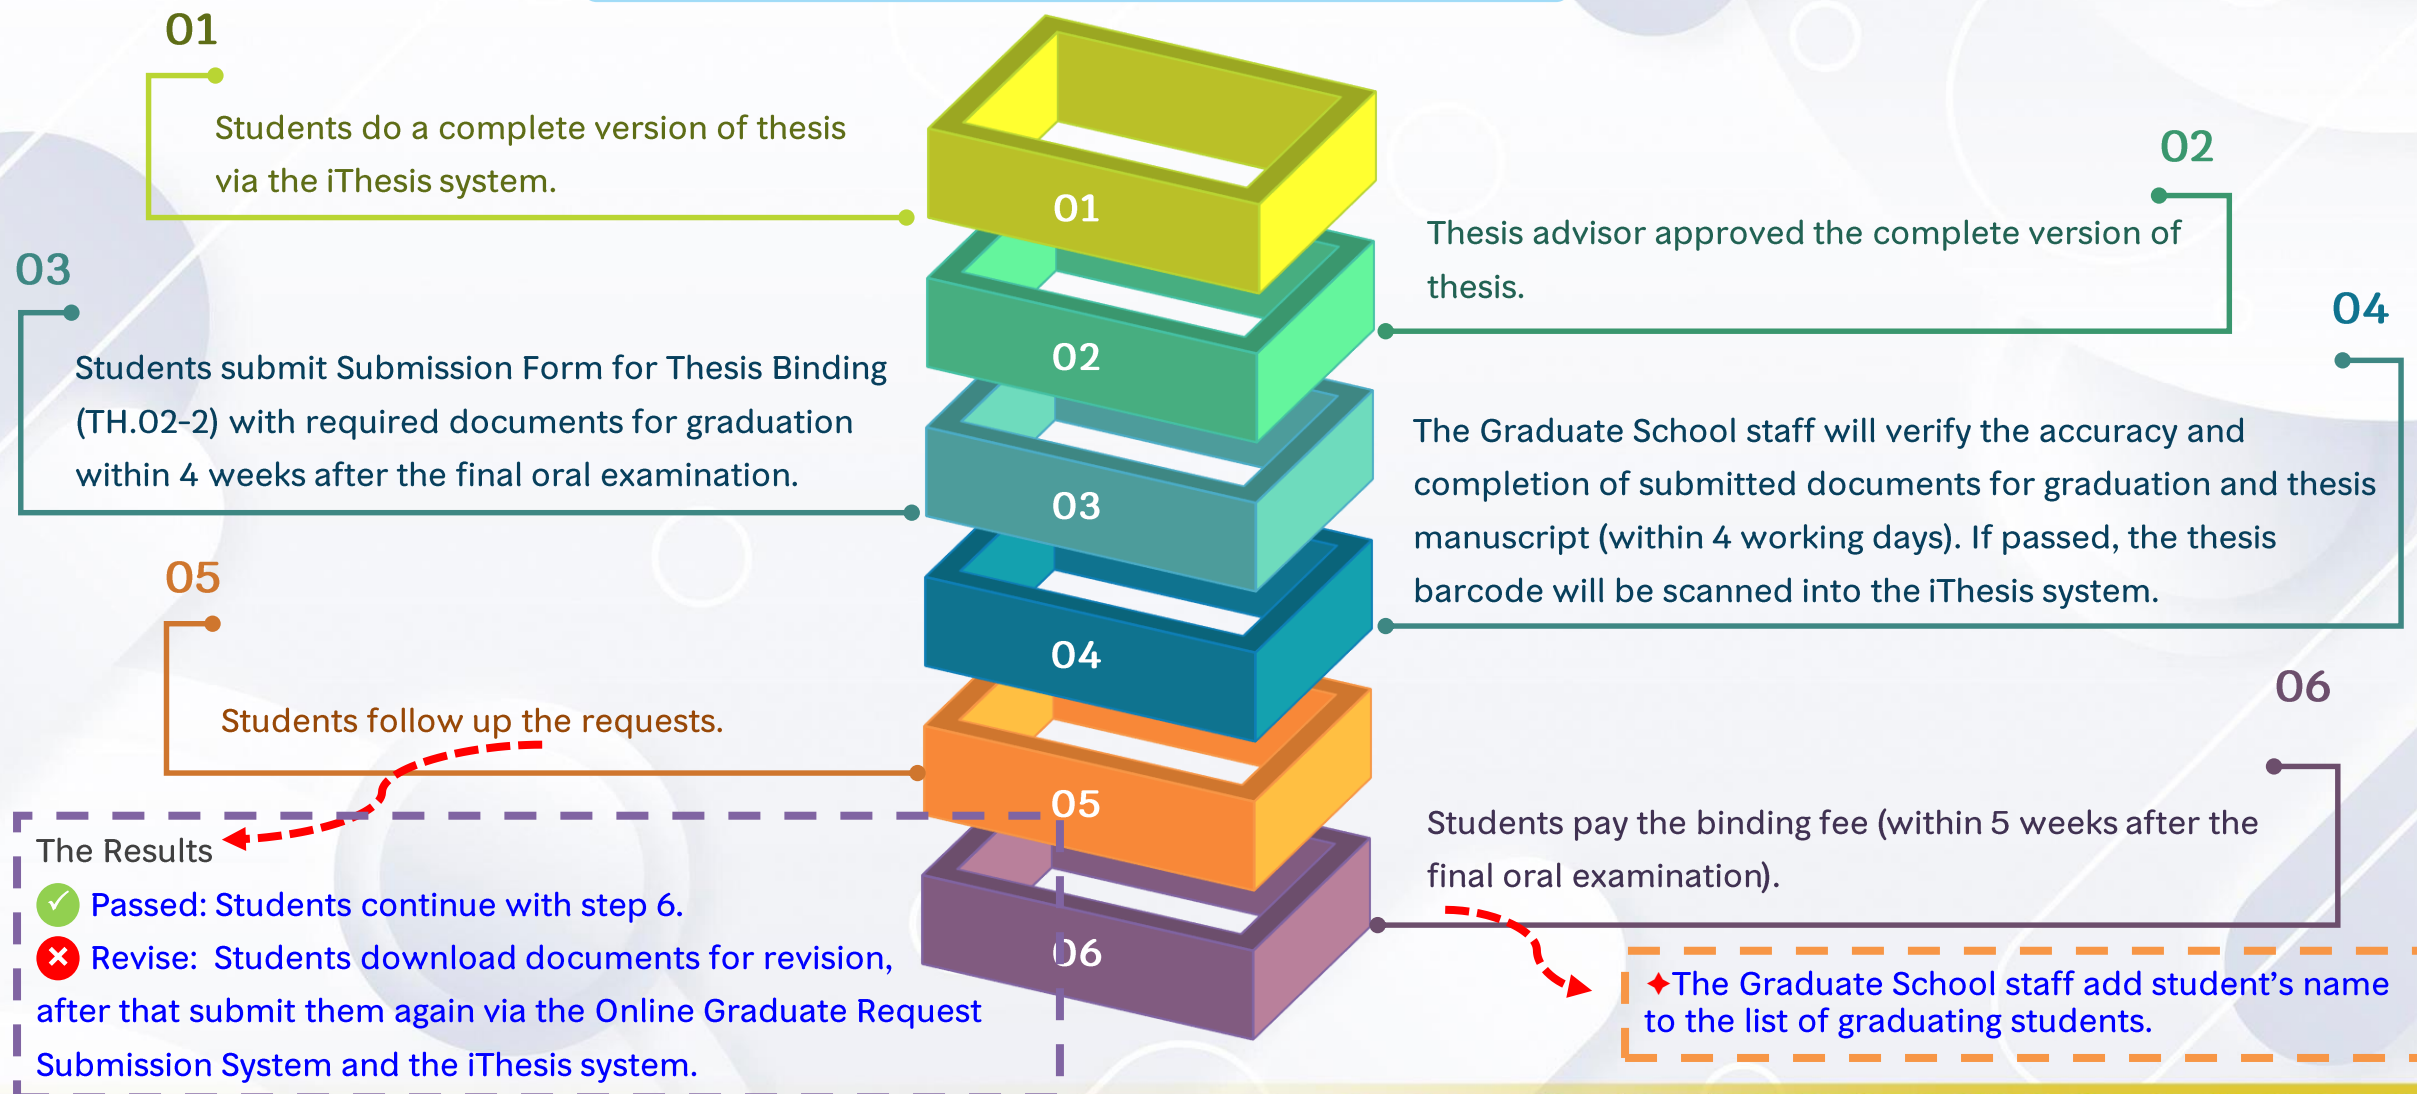 01
Students do a complete version of thesis
via the iThesis system.
02
Thesis advisor approved the complete version of
thesis.
03
Students submit Submission Form for Thesis Binding
(TH.02-2) with required documents for graduation
within 4 weeks after the final oral examination.
04
The Graduate School staff will verify the accuracy and
completion of submitted documents for graduation and thesis
manuscript (within 4 working days). If passed, the thesis
barcode will be scanned into the iThesis system.
05
Students follow up the requests.
The Results
Passed: Students continue with step 6.
Revise: Students download documents for revision,
after that submit them again via the Online Graduate Request
Submission System and the iThesis system.
06
Students pay the binding fee (within 5 weeks after the
final oral examination).
The Graduate School staff add student's name
to the list of graduating students.
01
02
03
04
05
06